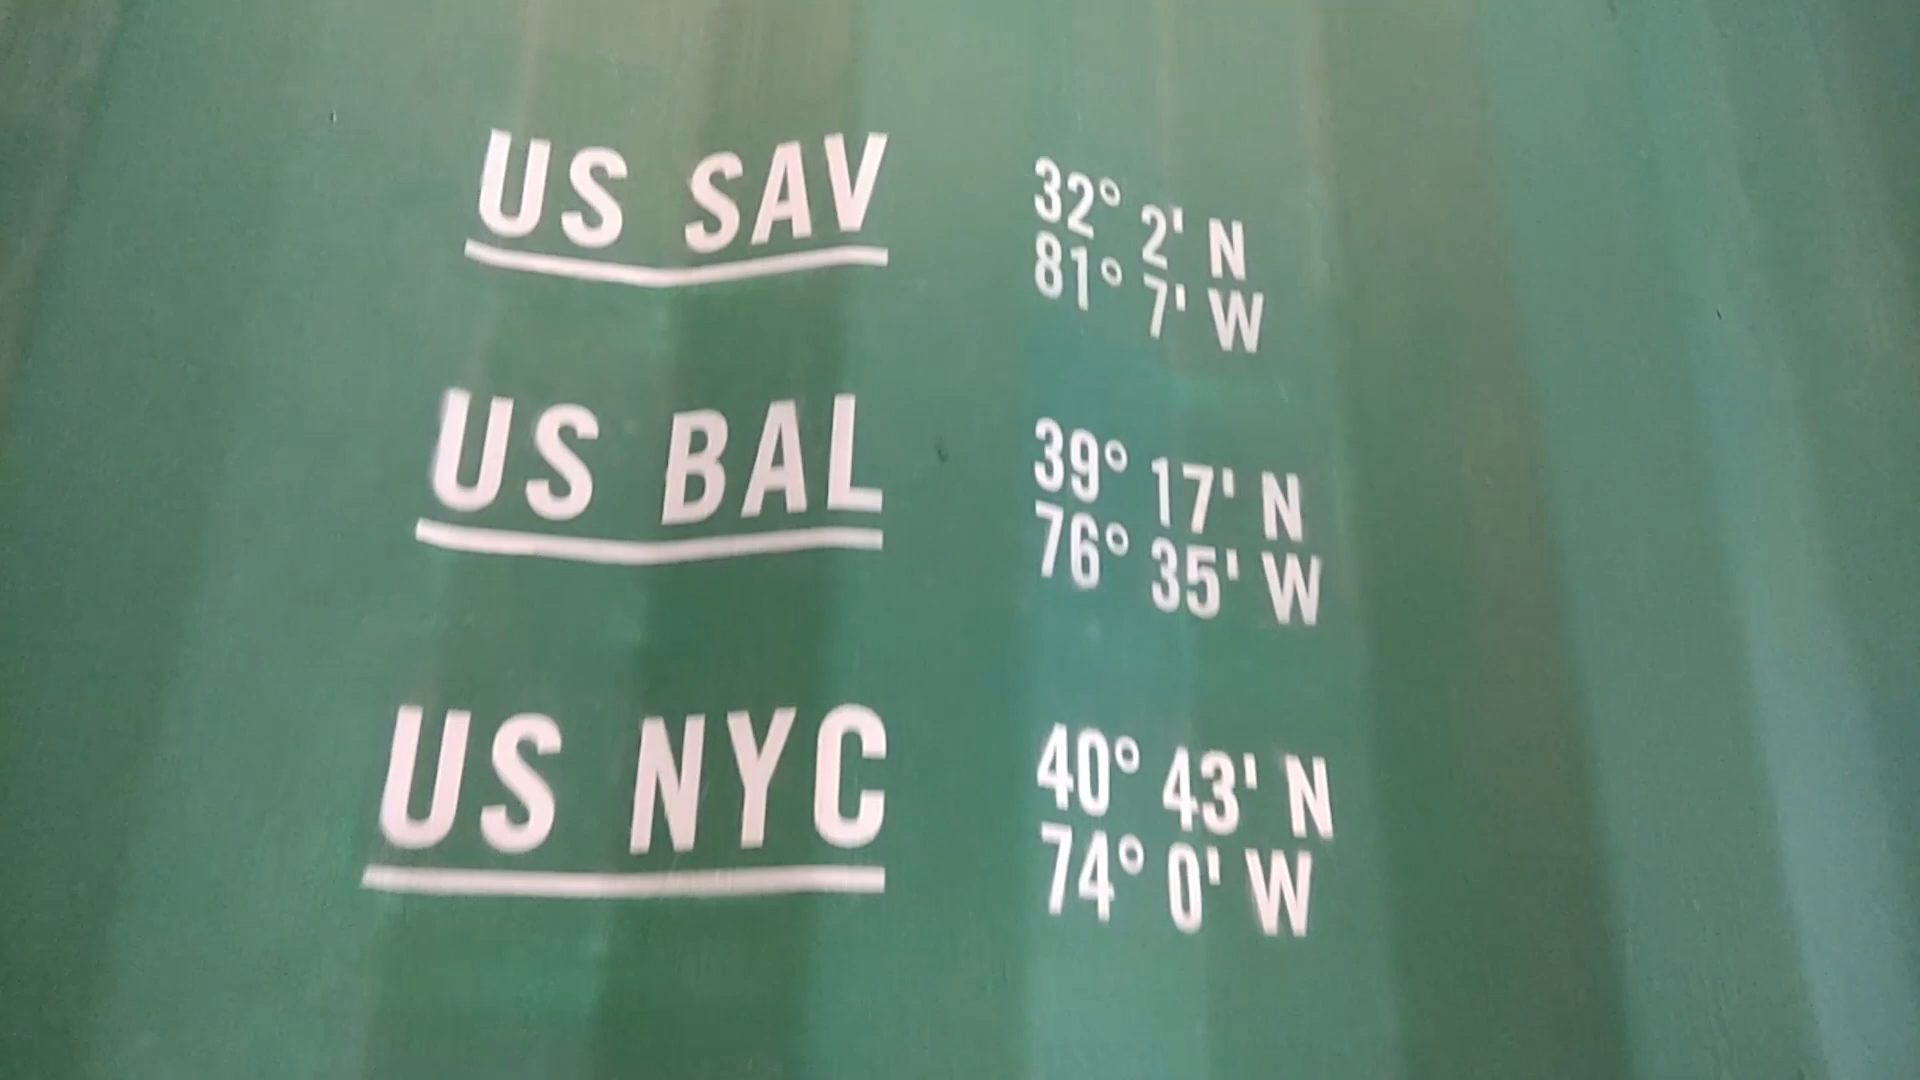 US SAV
32° 2' N
81° 7' W
US BAL
39° 17' N
76° 35' W
US NYC
40° 43' N
74° 0' W